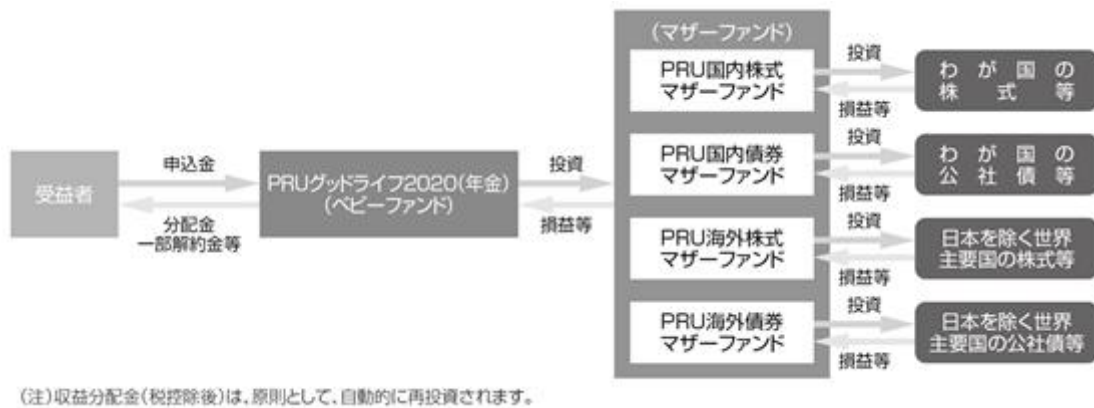 受益者
申込金
分配金
一部解約金等
PRUグッドライフ2020(年金)
(ベビーファンド)
投資
損益等
(マザーファンド)
PRU国内株式
マザーファンド
投資
損益等
わが国の
株式等
PRU国内債券
マザーファンド
投資
損益等
わが国の
公社債等
PRU海外株式
マザーファンド
投資
損益等
日本を除く世界
主要国の株式等
PRU海外債券
マザーファンド
投資
損益等
日本を除く世界
主要国の公社債等
(注)収益分配金(税控除後)は、原則として、自動的に再投資されます。